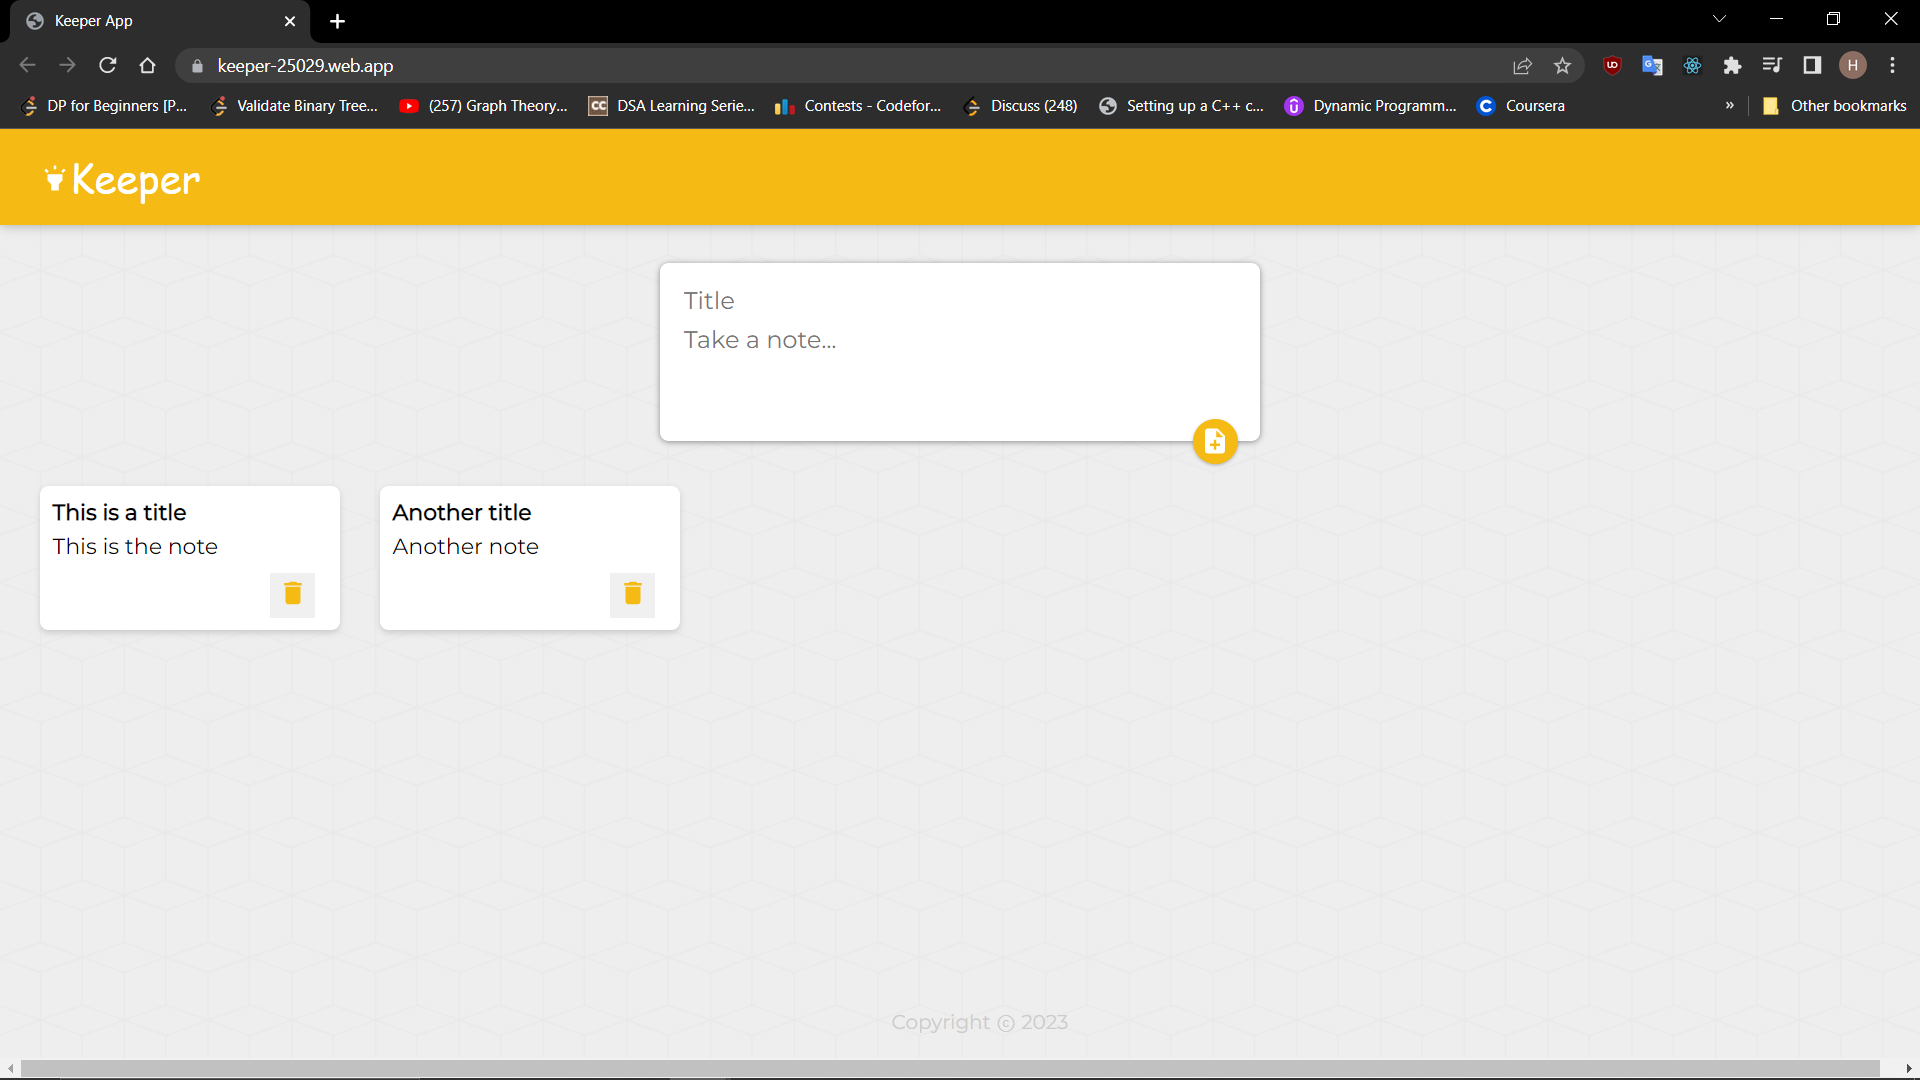 Keeper App
keeper-25029.web.app
H
DP for Beginners [P...
Validate Binary Tree...
(257) Graph Theory...
CC
DSA Learning Serie...
Contests - Codefor...
Discuss (248)
Setting up a C++ c...
Dynamic Programm...
Coursera
»
Other bookmarks
Keeper
Title
Take a note...
This is a title
This is the note
Another title
Another note
Copyright © 2023